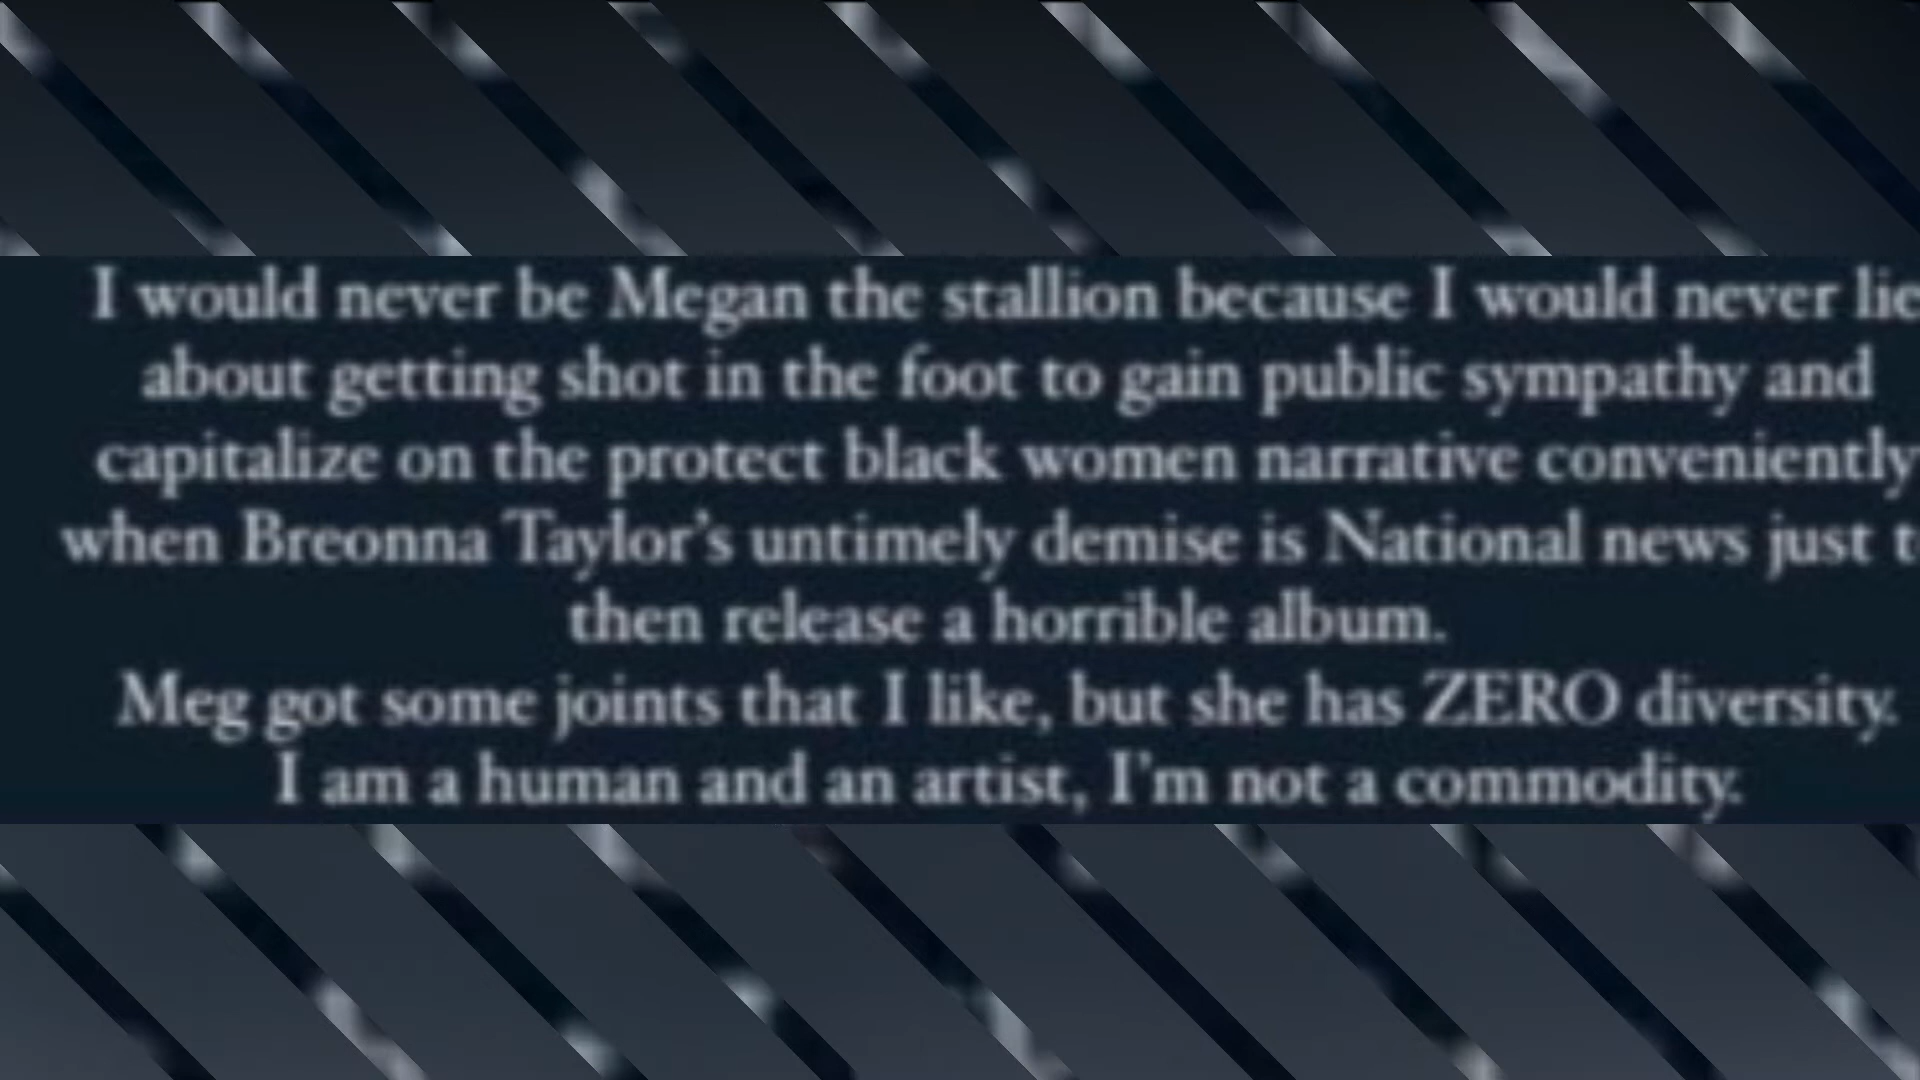 I would never be Megan the stallion because I would never lie
about getting shot in the foot to gain public sympathy and
capitalize on the protect black women narrative conveniently
when Breonna Taylor's untimely demise is National news just
then release a horrible album.
Meg got some joints that I like, but she has ZERO diversity.
I am a human and an artist, I'm not a commodity.